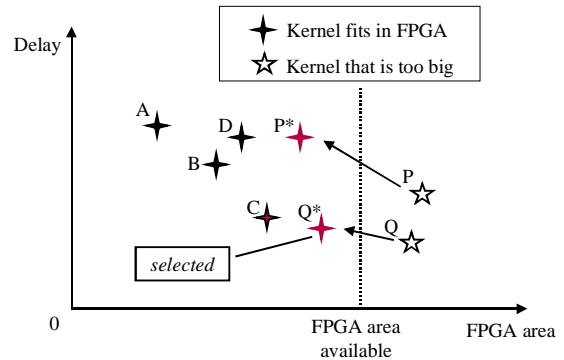 Delay
Kernel fits in FPGA
Kernel that is too big
A
D
P*
B
P
C
Q*
Q
selected
0
FPGA area
available
FPGA area